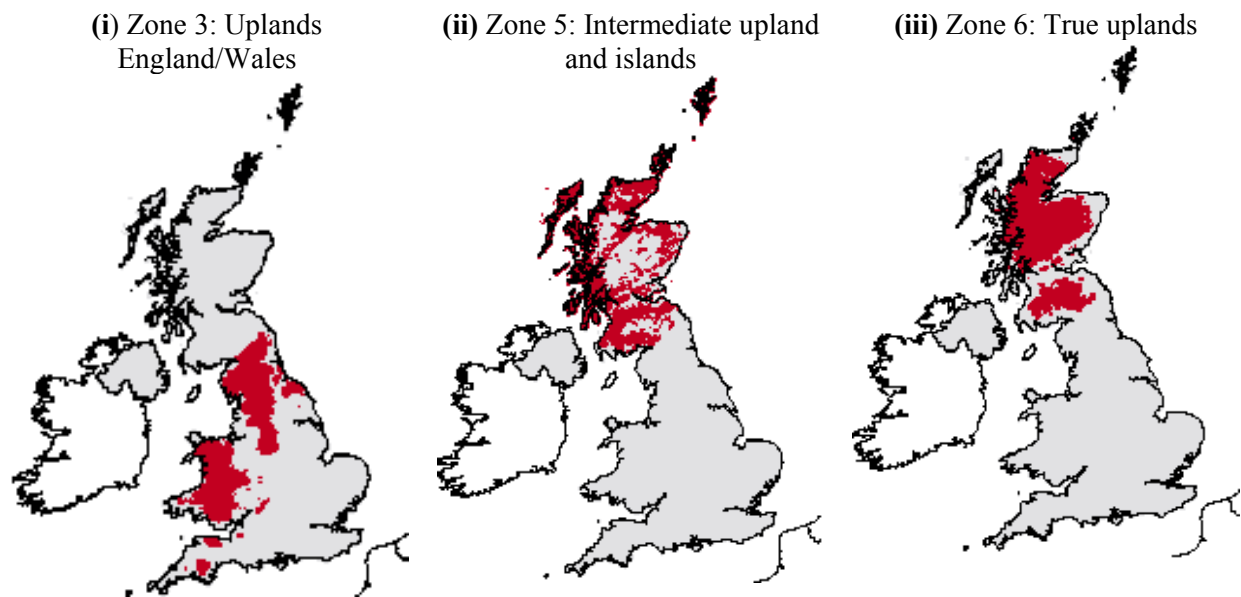 (i) Zone 3: Uplands
England/Wales
(ii) Zone 5: Intermediate upland
and islands
(iii) Zone 6: True uplands